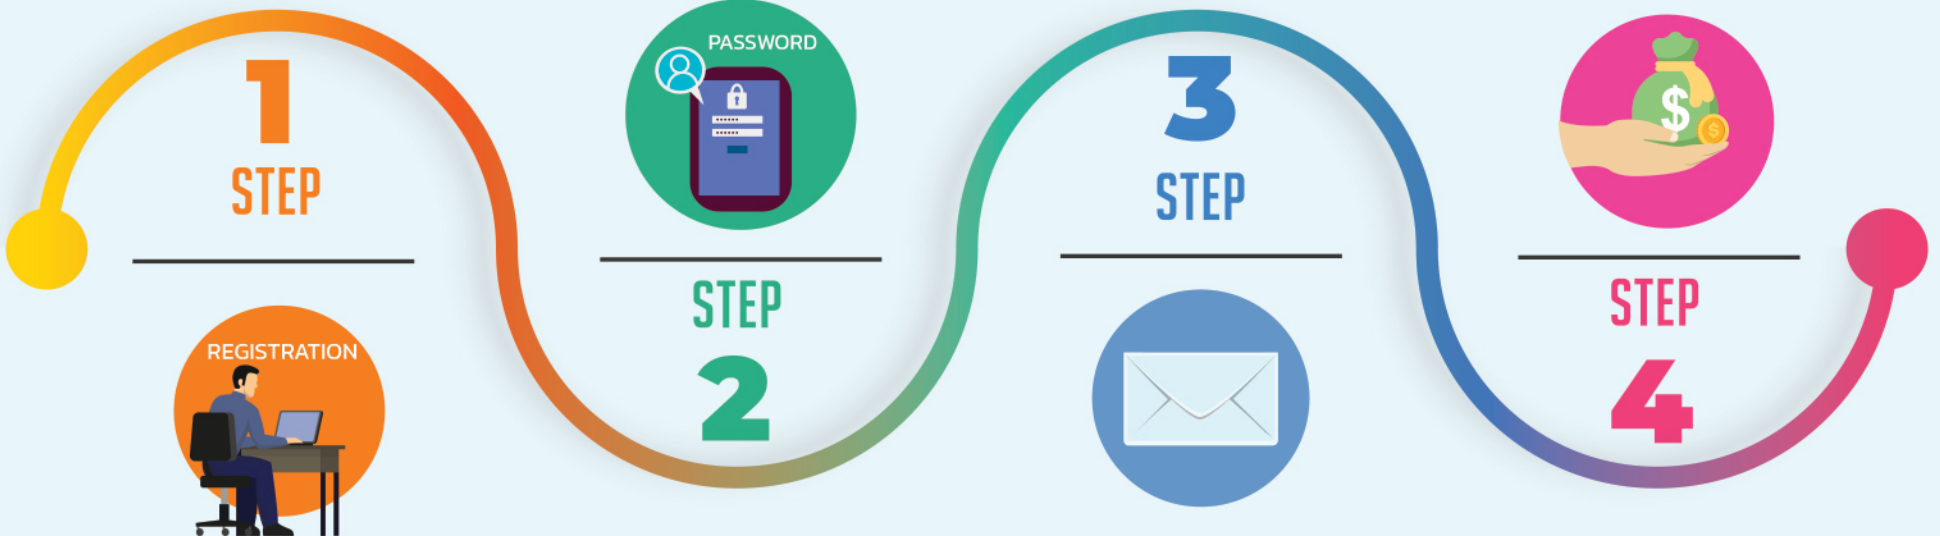 1
STEP
REGISTRATION
PASSWORD
STEP
2
3
STEP
$
$
STEP
4